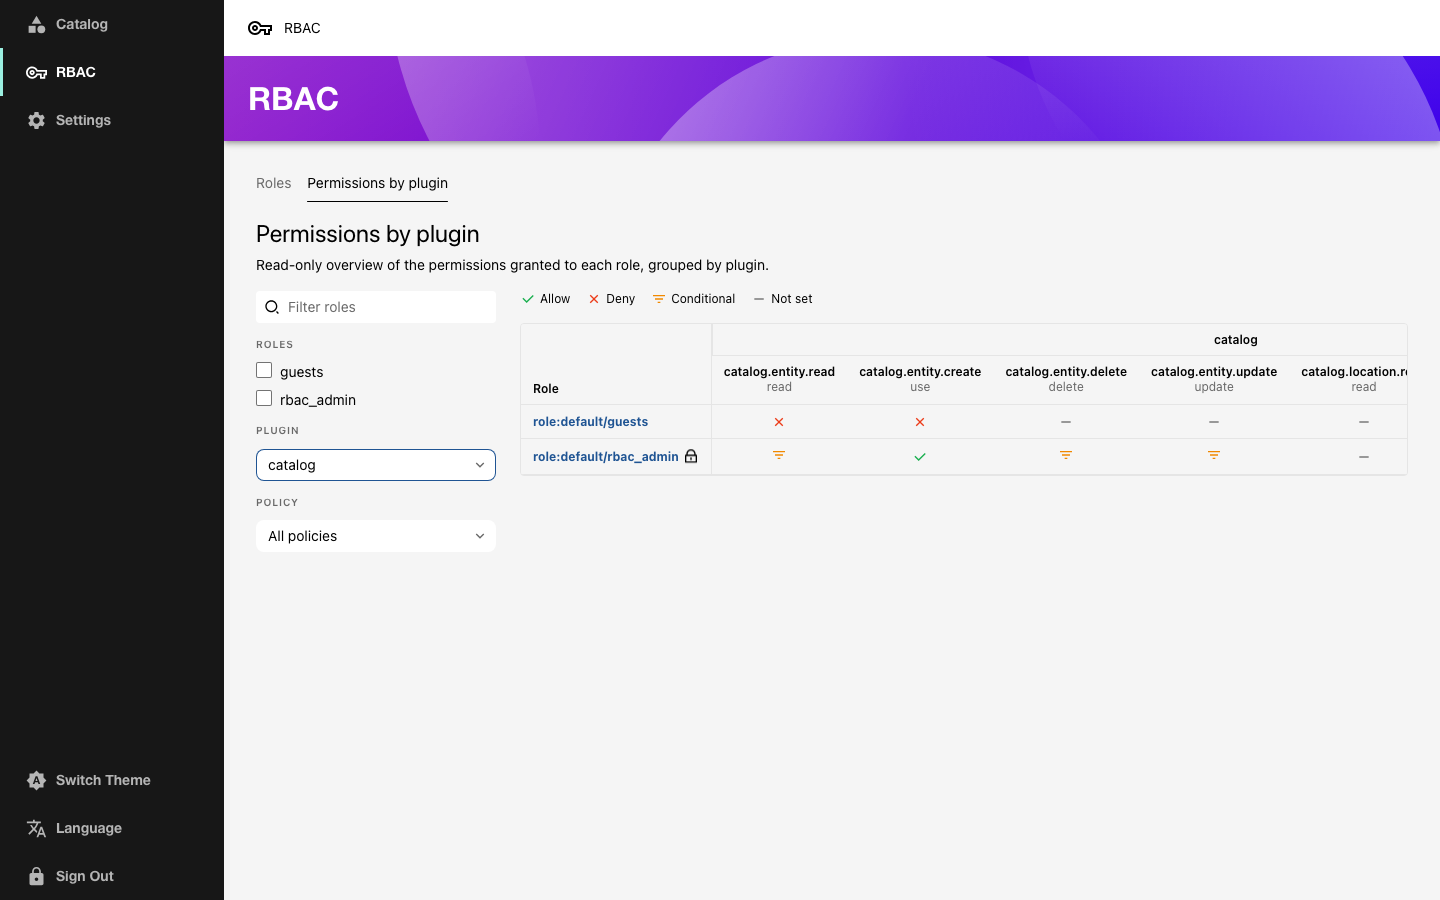 Catalog
RBAC
Settings
Switch Theme
Language
Sign Out
RBAC
RBAC
Roles
Permissions by plugin
Permissions by plugin
Read-only overview of the permissions granted to each role, grouped by plugin.
Filter roles
ROLES
guests
rbac_admin
PLUGIN
catalog
POLICY
All policies
Allow
Deny
Conditional
Not set
catalog
Role
catalog.entity.read
read
catalog.entity.create
use
catalog.entity.delete
delete
catalog.entity.update
update
catalog.location.r
read
role:default/guests
role:default/rbac_admin